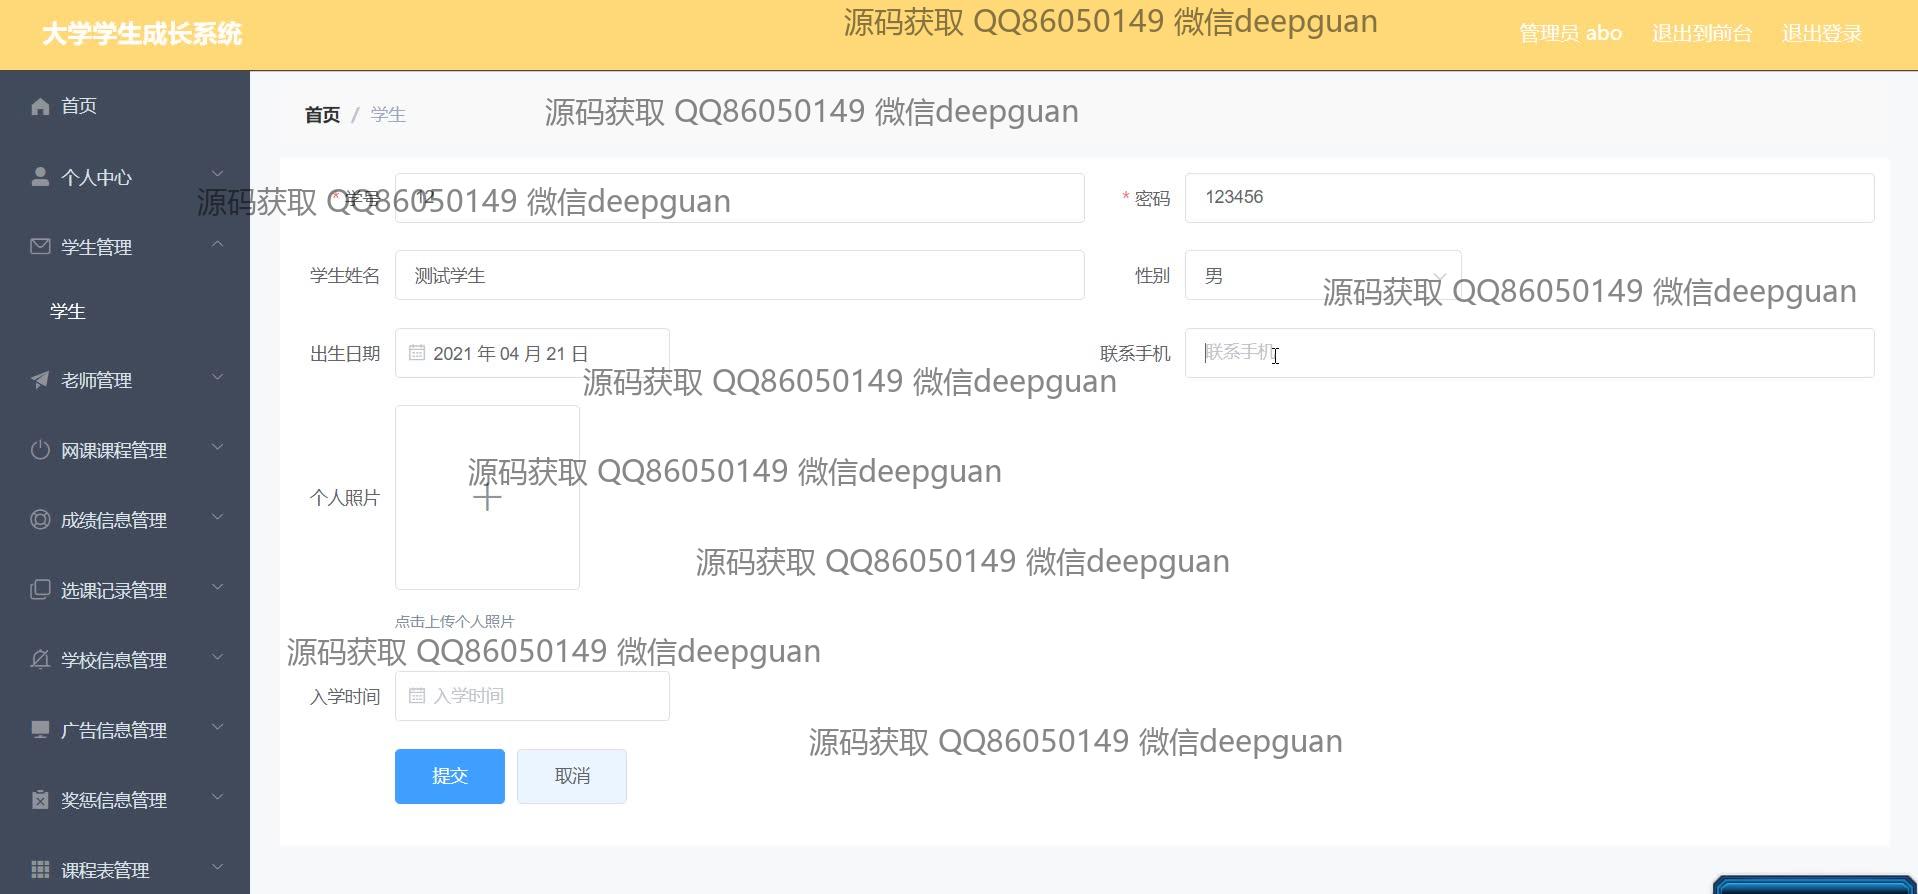 大学学生成长系统
源码获取 QQ86050149 微信deepguan
管理员 abo
退出到前台
退出登录
首页
首页 / 学生
源码获取 QQ86050149 微信deepguan
个人中心
源码获取 QQ86050149 微信deepguan
* 学号
12
* 密码
123456
学生管理
学生姓名
测试学生
性别
男
源码获取 QQ86050149 微信deepguan
学生
出生日期
2021 年 04 月 21 日
联系手机
联系手机
老师管理
源码获取 QQ86050149 微信deepguan
网课课程管理
源码获取 QQ86050149 微信deepguan
个人照片
成绩信息管理
源码获取 QQ86050149 微信deepguan
选课记录管理
点击上传个人照片
学校信息管理
源码获取 QQ86050149 微信deepguan
入学时间
入学时间
广告信息管理
源码获取 QQ86050149 微信deepguan
提交
取消
奖惩信息管理
课程表管理